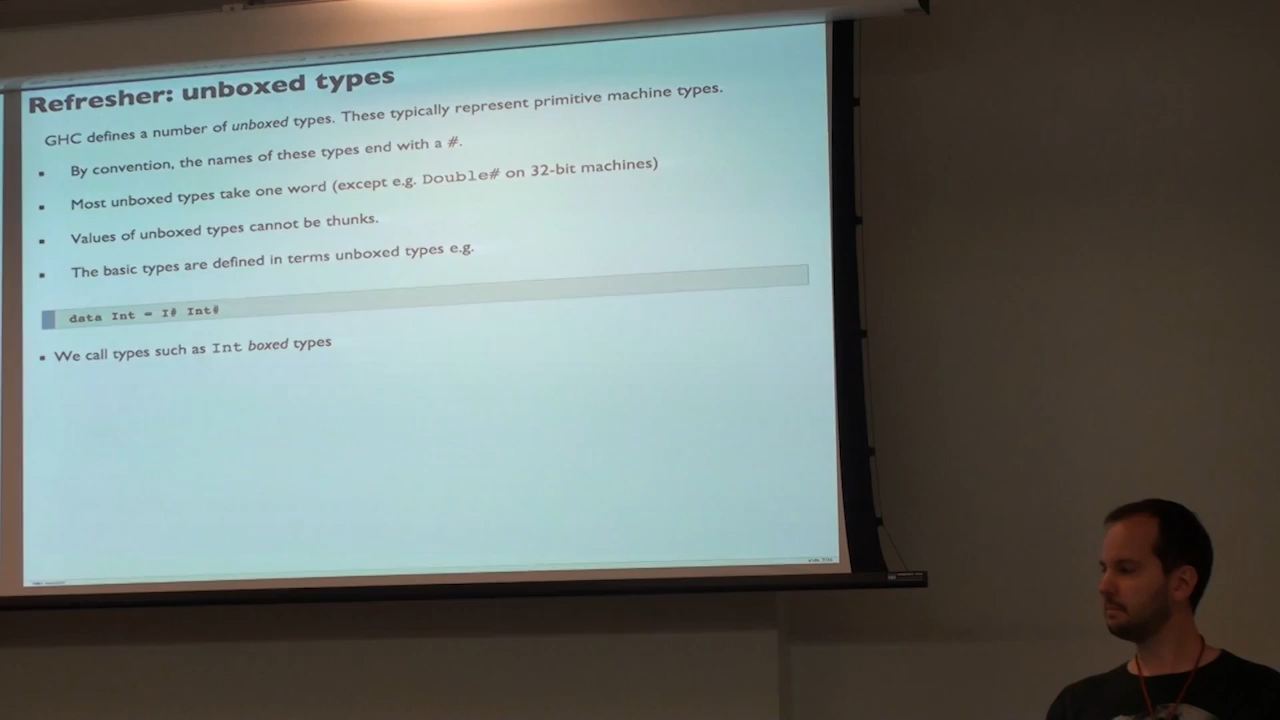 Refresher: unboxed types
GHC defines a number of unboxed types. These typically represent primitive machine types.
▪ By convention, the names of these types end with a #.
▪ Most unboxed types take one word (except e.g. Double# on 32-bit machines)
▪ Values of unboxed types cannot be thunks.
▪ The basic types are defined in terms unboxed types e.g.
data Int = I# Int#
▪ We call types such as Int boxed types